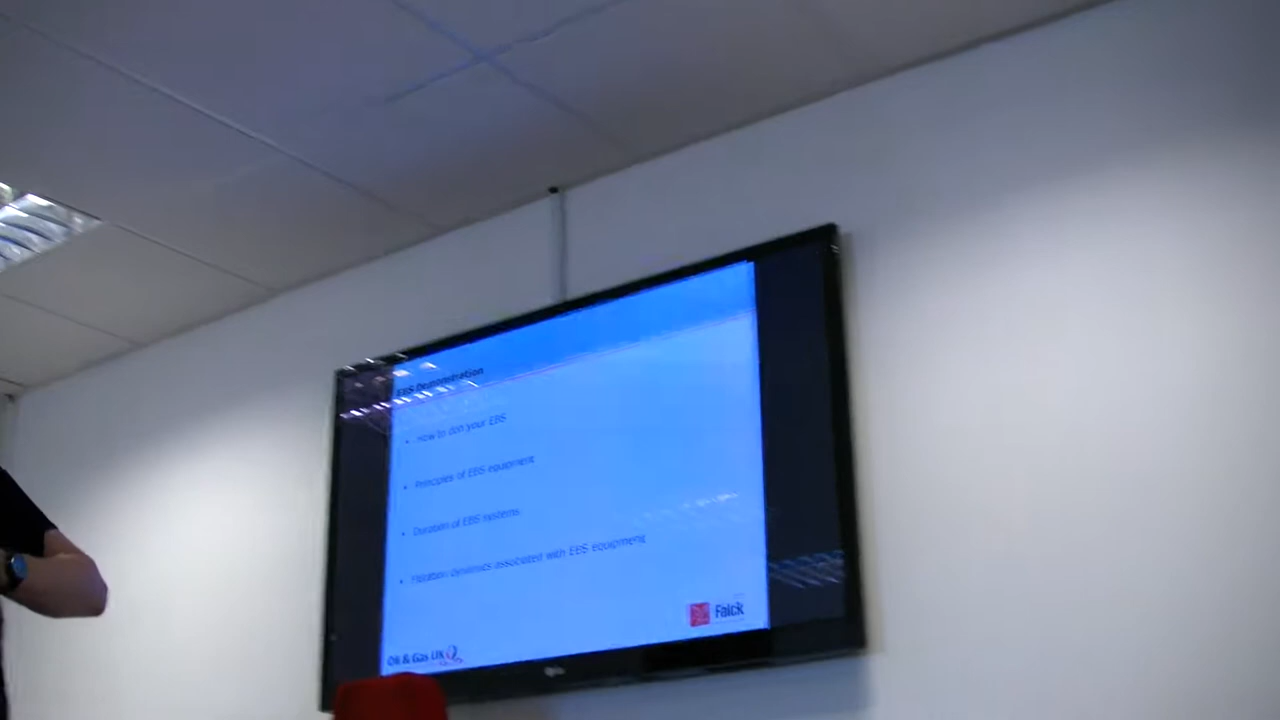 EBS Demonstration
• How to don your EBS
• Principles of EBS equipment
• Duration of EBS systems
• Flotation dynamics associated with EBS equipment
Falck
Oil & Gas UK
LG